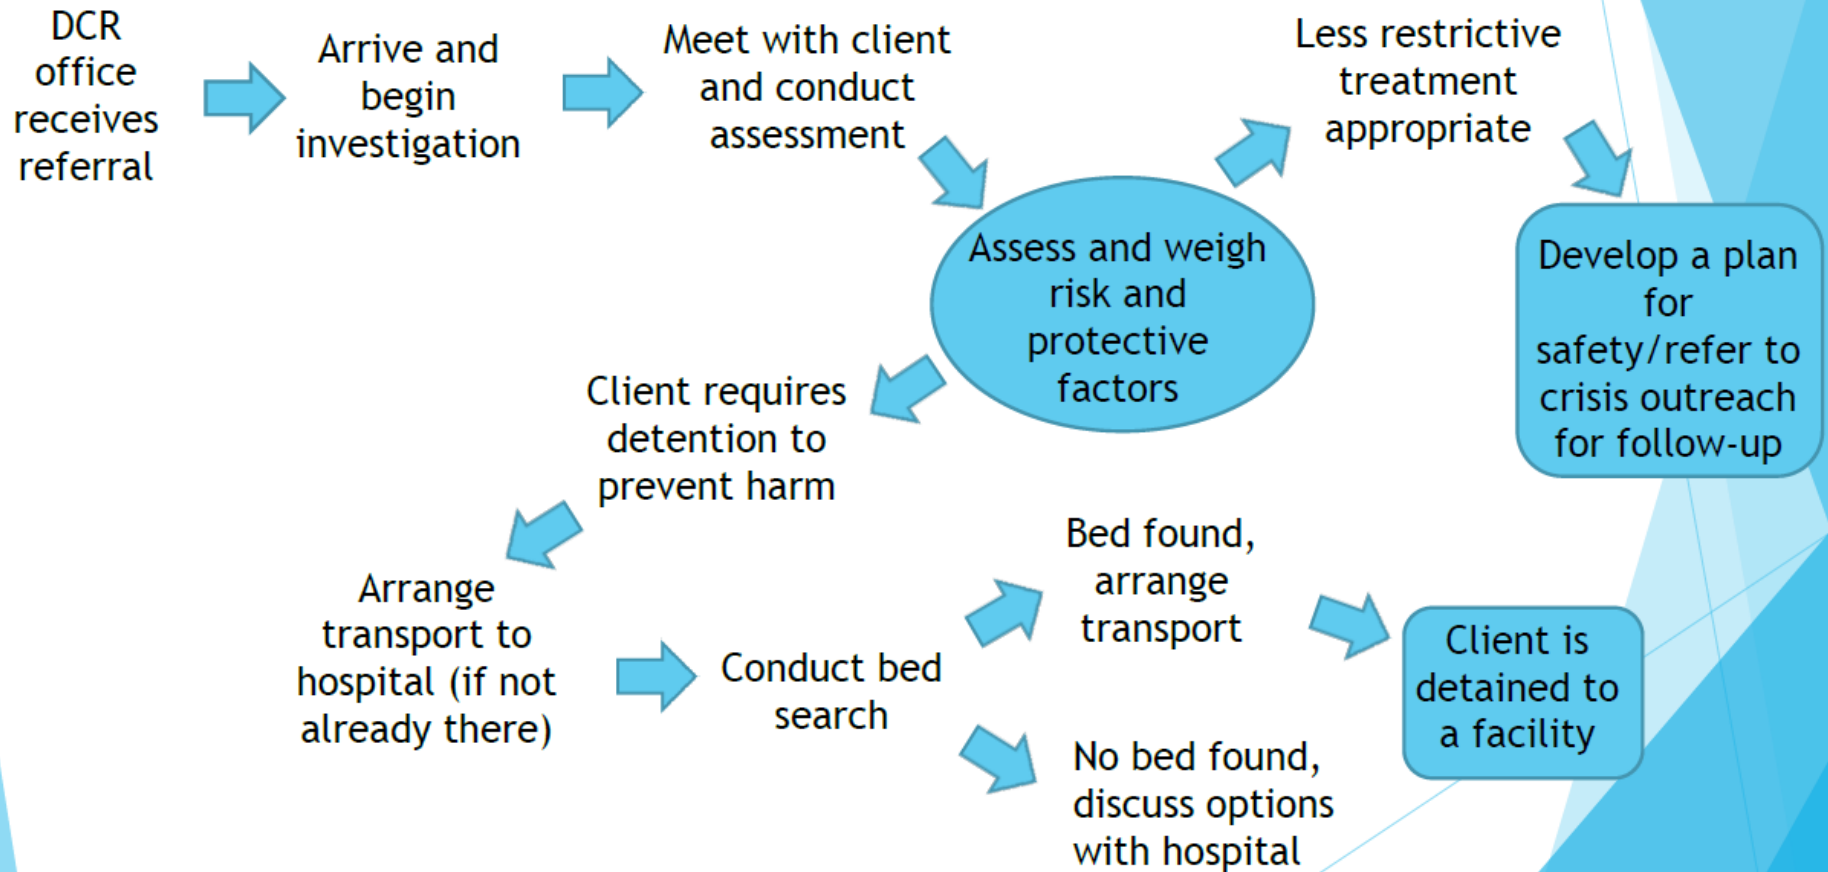 DCR
office
receives
referral
Arrive and
begin
investigation
Meet with client
and conduct
assessment
Assess and weigh
risk and
protective
factors
Less restrictive
treatment
appropriate
Develop a plan
for
safety/refer to
crisis outreach
for follow-up
Client requires
detention to
prevent harm
Arrange
transport to
hospital (if not
already there)
Conduct bed
search
Bed found,
arrange
transport
Client is
detained to
a facility
No bed found,
discuss options
with hospital